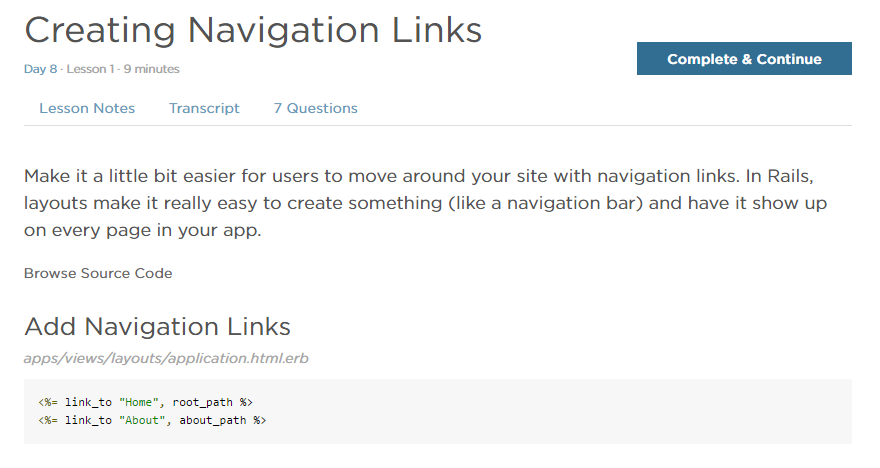 Creating Navigation Links
Day 8 · Lesson 1 · 9 minutes
Complete & Continue
Lesson Notes Transcript 7 Questions
Make it a little bit easier for users to move around your site with navigation links. In Rails,
layouts make it really easy to create something (like a navigation bar) and have it show up
on every page in your app.
Browse Source Code
Add Navigation Links
apps/views/layouts/application.html.erb
<%= link_to "Home", root_path %>
<%= link_to "About", about_path %>